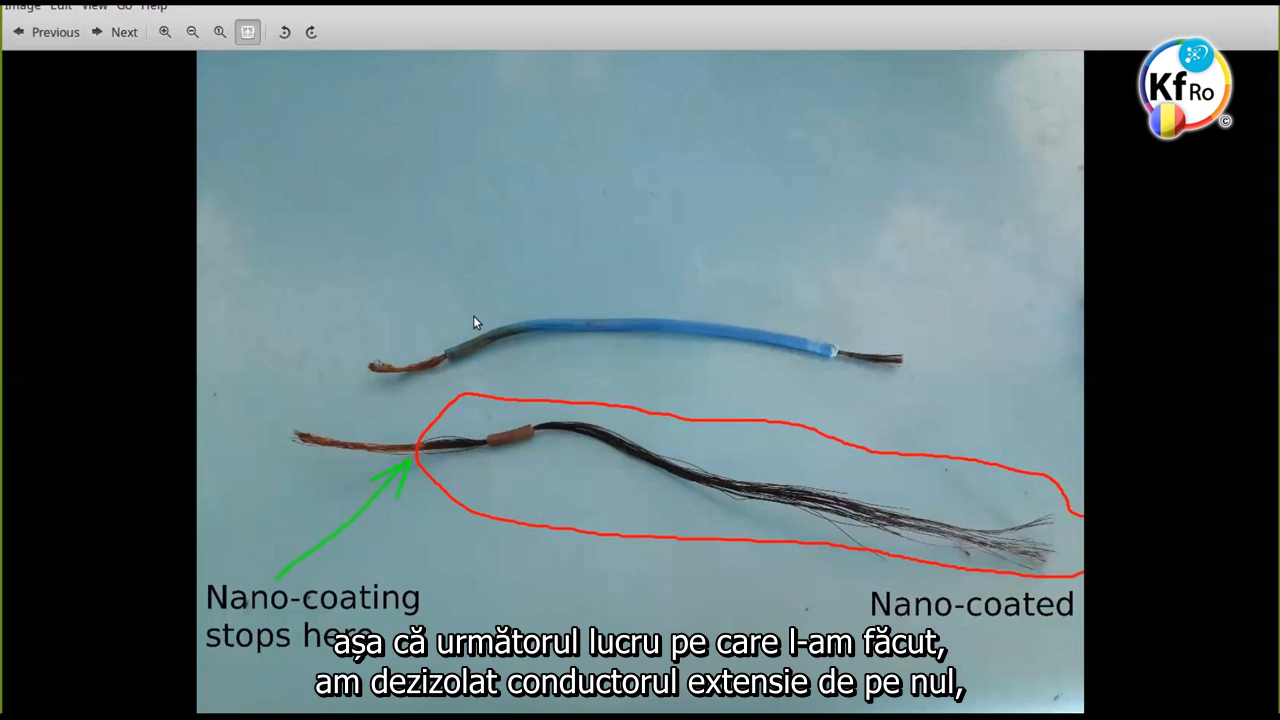 Image Edit View Go Help
Previous Next
Kf Ro
©
Nano-coating
stops here
Nano-coated
așa că următorul lucru pe care l-am făcut,
am dezizolat conductorul extensie de pe nul,